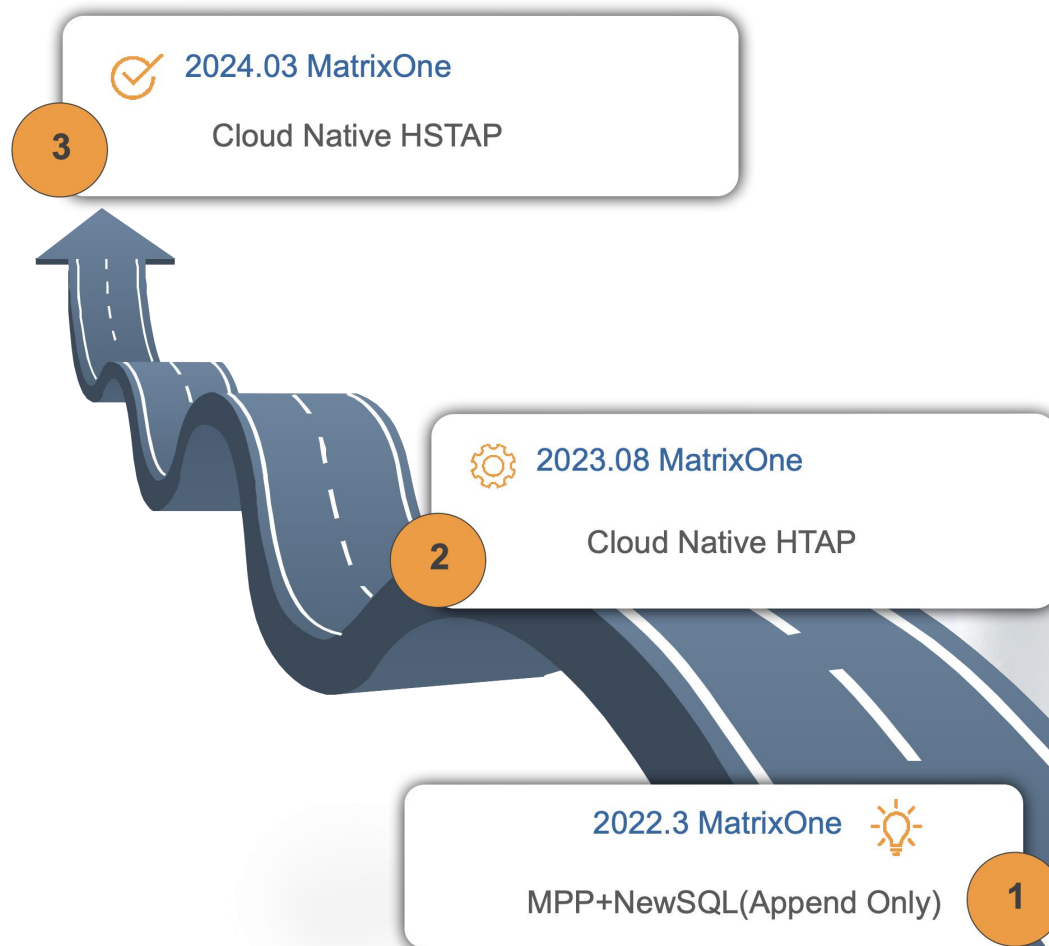 2024.03 MatrixOne
Cloud Native HSTAP
3
2023.08 MatrixOne
Cloud Native HTAP
2
2022.3 MatrixOne
MPP+NewSQL(Append Only)
1